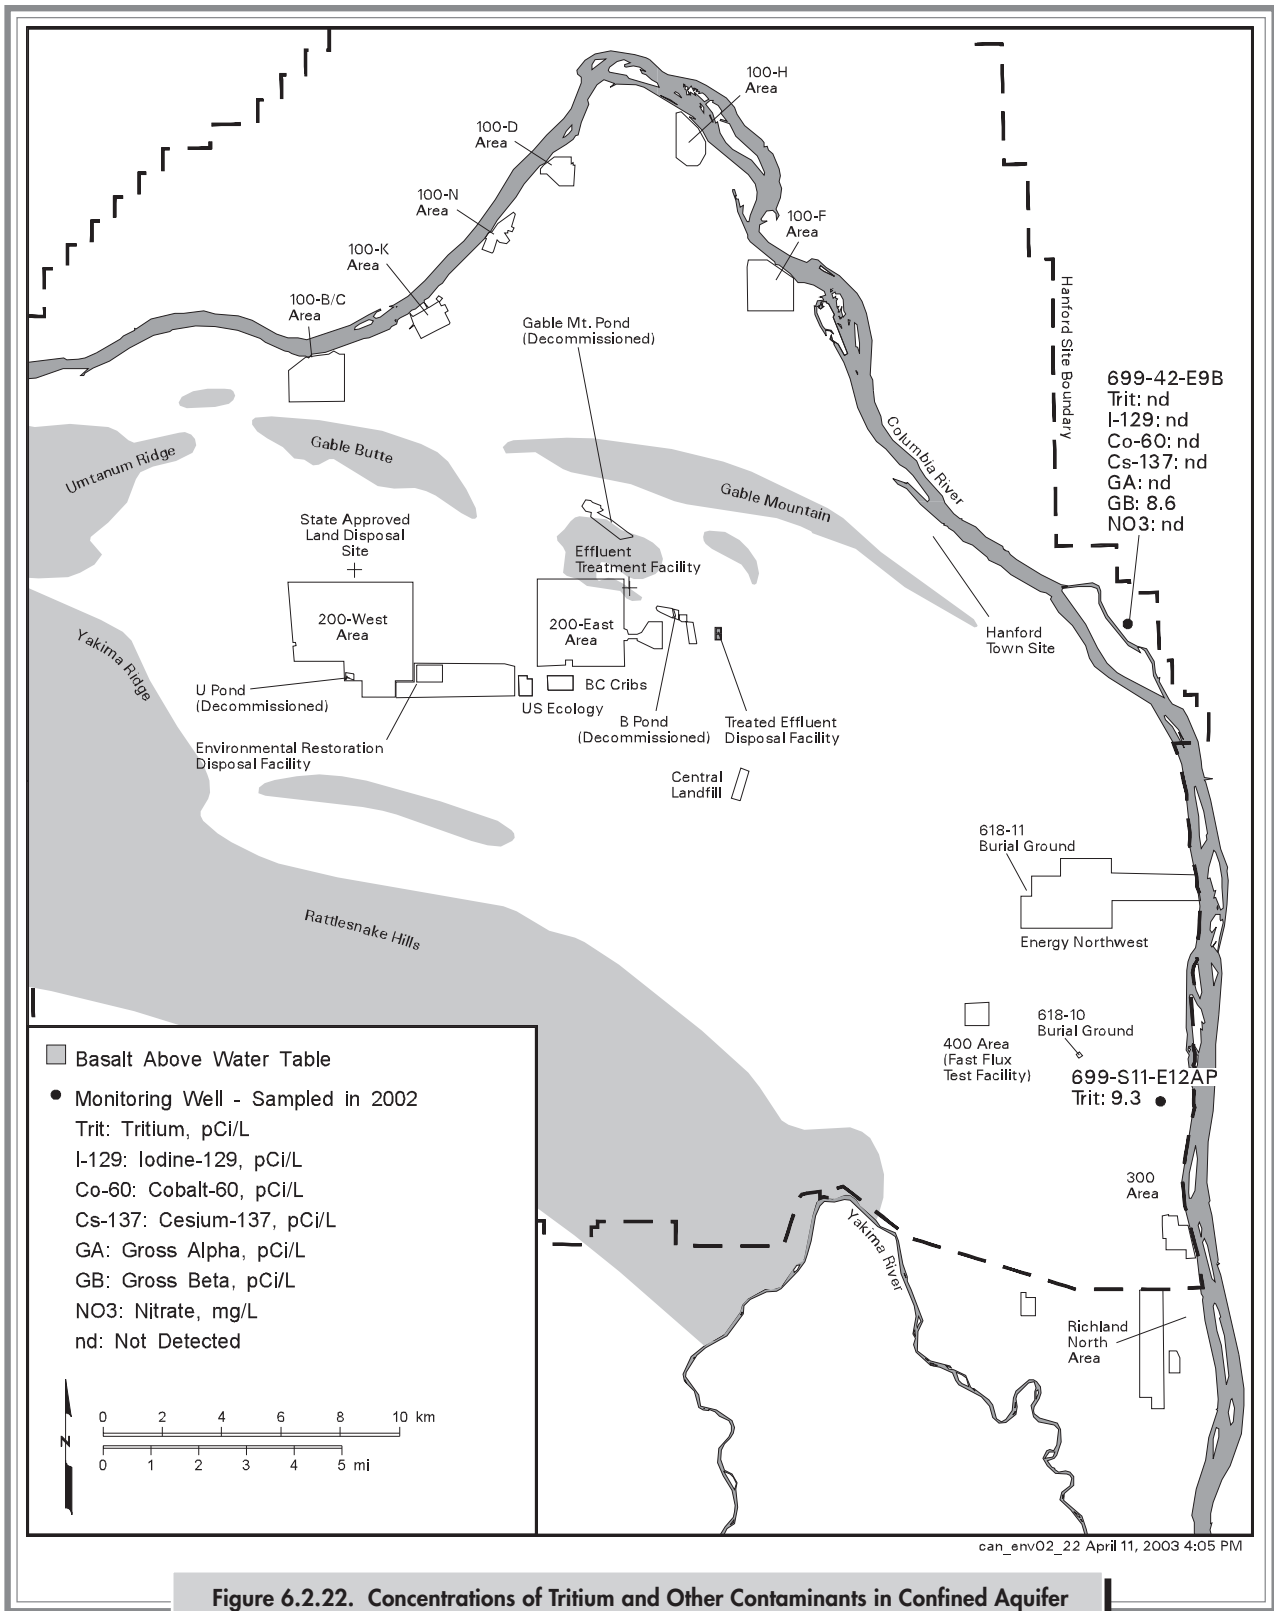 100-H
Area
100-D
Area
100-N
Area
100-F
Area
100-K
Area
100-B/C
Area
Gable Mt. Pond
(Decommissioned)
Hanford Site Boundary
699-42-E9B
Trit: nd
I-129: nd
Co-60: nd
Cs-137: nd
GA: nd
GB: 8.6
NO3: nd
Columbia River
Umtanum Ridge
Gable Butte
Gable Mountain
State Approved
Land Disposal
Site
Effluent
Treatment Facility
200-West
Area
200-East
Area
Hanford
Town Site
Yakima Ridge
U Pond
(Decommissioned)
BC Cribs
US Ecology
B Pond
(Decommissioned)
Treated Effluent
Disposal Facility
Environmental Restoration
Disposal Facility
Central
Landfill
618-11
Burial Ground
Energy Northwest
Rattlesnake Hills
618-10
Burial Ground
400 Area
(Fast Flux
Test Facility)
699-S11-E12AP
Trit: 9.3
300
Area
Yakima River
Richland
North
Area
Basalt Above Water Table
Monitoring Well - Sampled in 2002
Trit: Tritium, pCi/L
I-129: Iodine-129, pCi/L
Co-60: Cobalt-60, pCi/L
Cs-137: Cesium-137, pCi/L
GA: Gross Alpha, pCi/L
GB: Gross Beta, pCi/L
NO3: Nitrate, mg/L
nd: Not Detected
N
0 2 4 6 8 10 km
0 1 2 3 4 5 mi
can_env02_22 April 11, 2003 4:05 PM
Figure 6.2.22. Concentrations of Tritium and Other Contaminants in Confined Aquifer